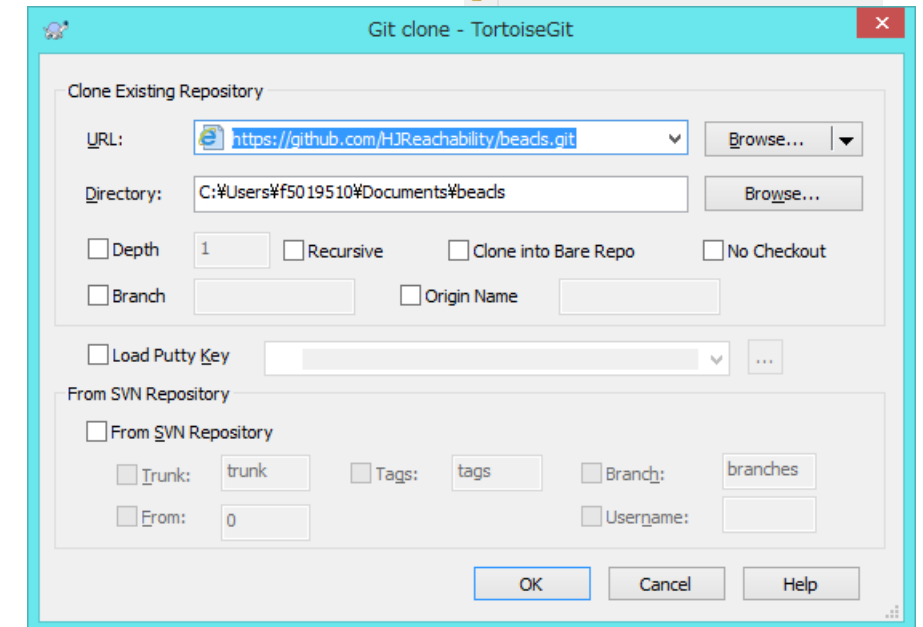 Git clone - TortoiseGit
Clone Existing Repository
URL: https://github.com/HJReachability/beacls.git Browse...
Directory: C:¥Users¥f5019510¥Documents¥beacls Browse...
Depth 1 Recursive Clone into Bare Repo No Checkout
Branch Origin Name
Load Putty Key ...
From SVN Repository
From SVN Repository
Trunk: trunk Tags: tags Branch: branches
From: 0 Username:
OK Cancel Help